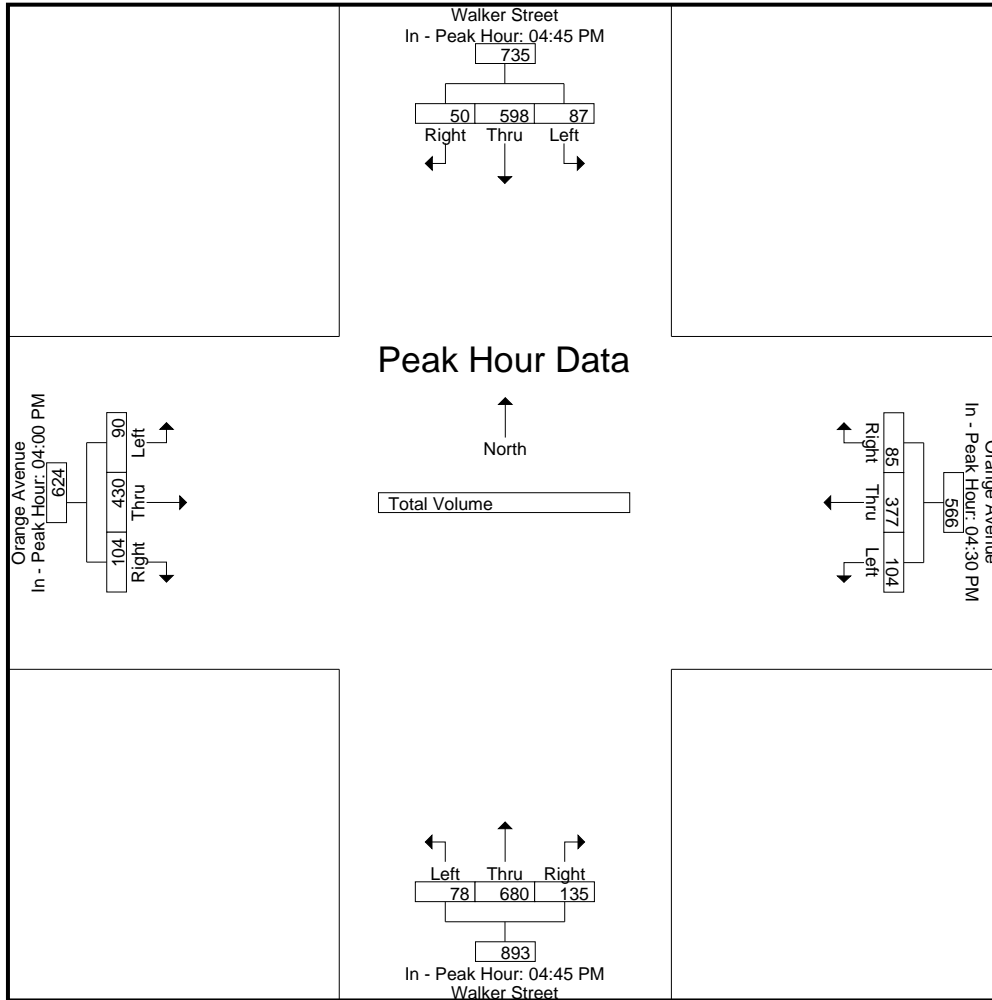 Walker Street
In - Peak Hour: 04:45 PM
735
50 598 87
Right Thru Left
Peak Hour Data
North
Total Volume
Orange Avenue
In - Peak Hour: 04:00 PM
624
90 430 104
Left Thru Right
Orange Avenue
In - Peak Hour: 04:30 PM
566
85 377 104
Right Thru Left
Left Thru Right
78 680 135
893
In - Peak Hour: 04:45 PM
Walker Street